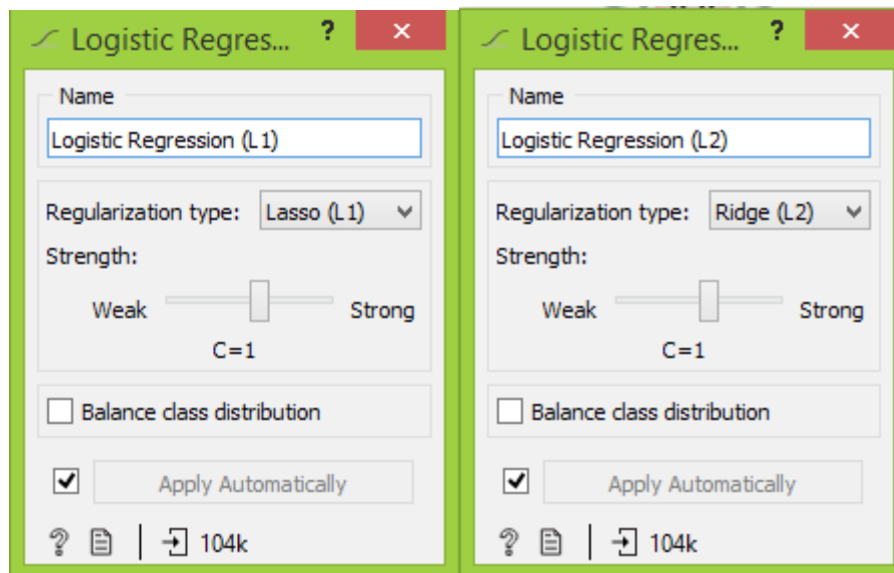 Logistic Regres... ? ×
Name
Logistic Regression (L1)
Regularization type: Lasso (L1)
Strength:
Weak Strong
C=1
Balance class distribution
Apply Automatically
? 104k
Logistic Regres... ? ×
Name
Logistic Regression (L2)
Regularization type: Ridge (L2)
Strength:
Weak Strong
C=1
Balance class distribution
Apply Automatically
? 104k